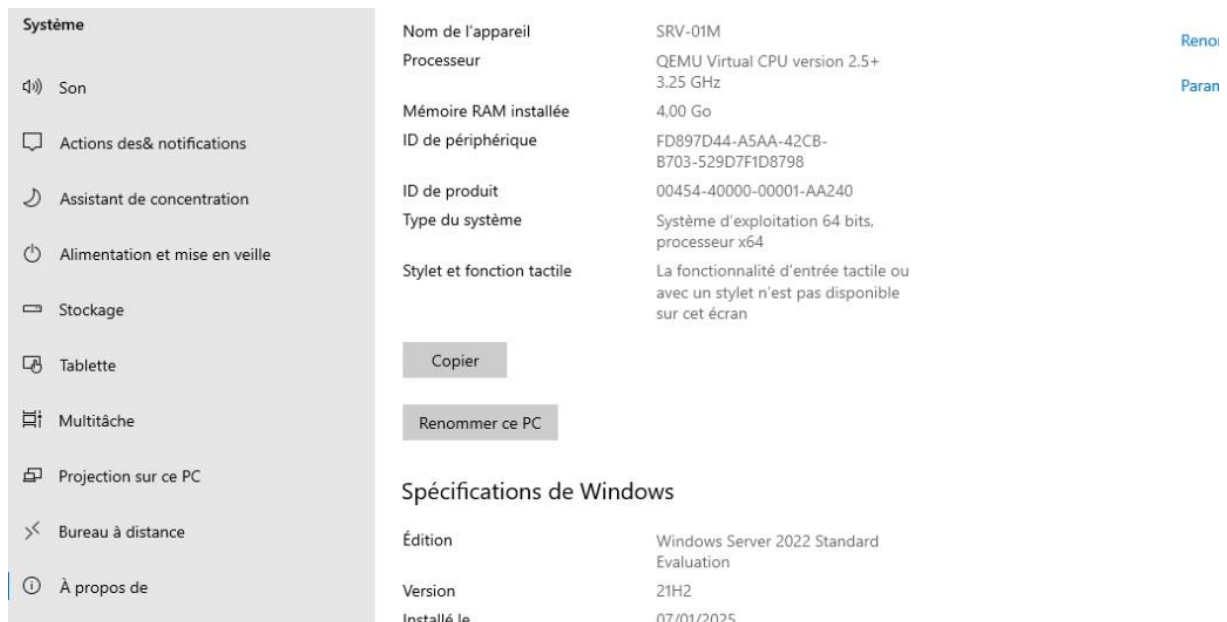 Système
Son
Actions des& notifications
Assistant de concentration
Alimentation et mise en veille
Stockage
Tablette
Multitâche
Projection sur ce PC
Bureau à distance
À propos de
Nom de l'appareil SRV-01M
Processeur QEMU Virtual CPU version 2.5+
3.25 GHz
Mémoire RAM installée 4,00 Go
ID de périphérique FD897D44-A5AA-42CB-
B703-529D7F1D8798
ID de produit 00454-40000-00001-AA240
Type du système Système d'exploitation 64 bits,
processeur x64
Stylet et fonction tactile La fonctionnalité d'entrée tactile ou
avec un stylet n'est pas disponible
sur cet écran
Copier
Renommer ce PC
Spécifications de Windows
Édition Windows Server 2022 Standard
Evaluation
Version 21H2
Installé le 07/01/2025